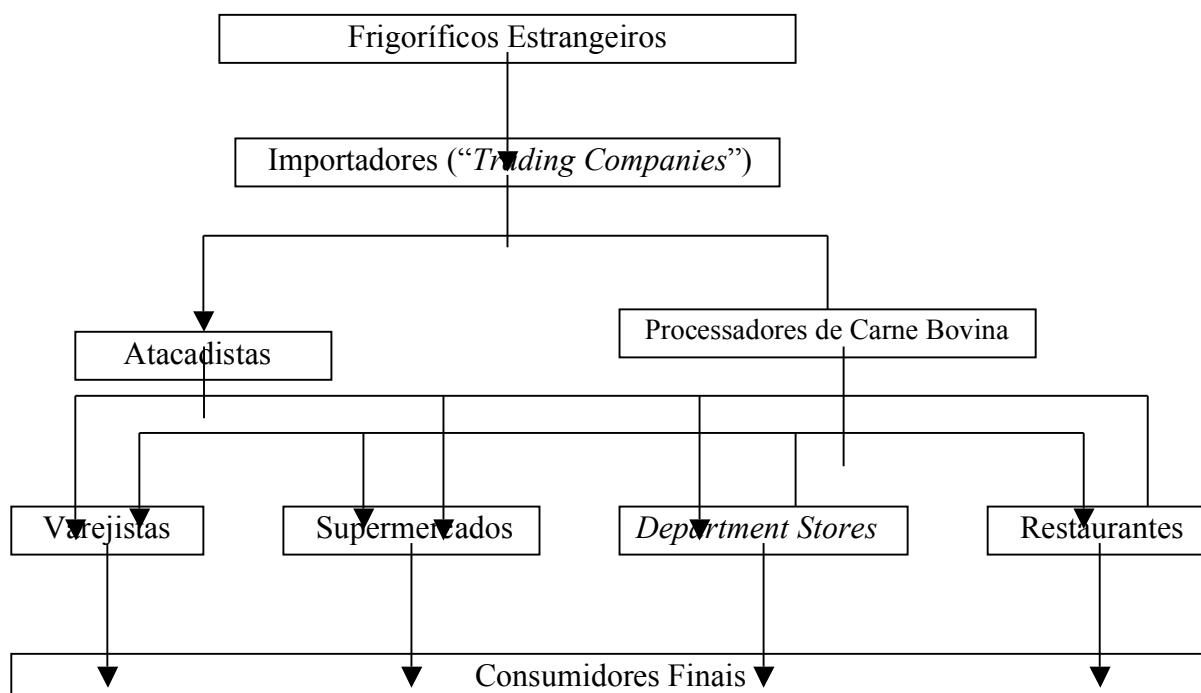 Frigoríficos Estrangeiros
Importadores (“Trading Companies”)
Processadores de Carne Bovina
Atacadistas
Varejistas
Supermercados
Department Stores
Restaurantes
Consumidores Finais